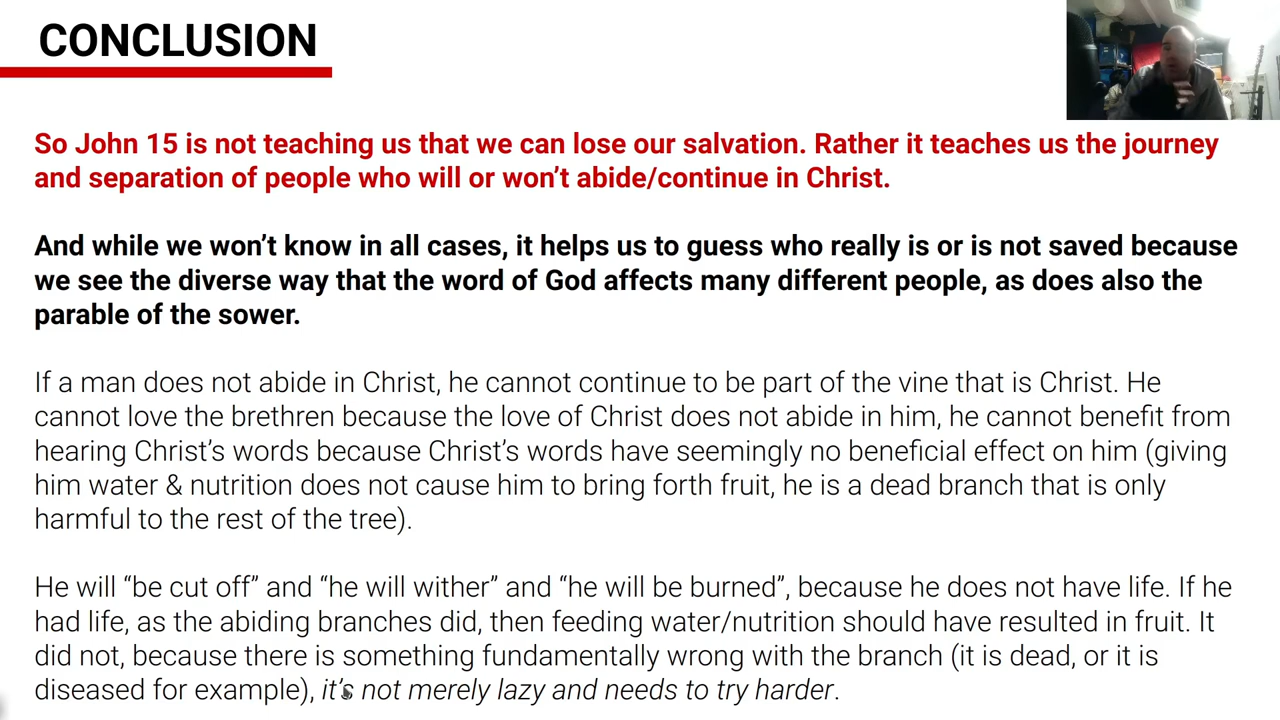 CONCLUSION
So John 15 is not teaching us that we can lose our salvation. Rather it teaches us the journey
and separation of people who will or won’t abide/continue in Christ.
And while we won’t know in all cases, it helps us to guess who really is or is not saved because
we see the diverse way that the word of God affects many different people, as does also the
parable of the sower.
If a man does not abide in Christ, he cannot continue to be part of the vine that is Christ. He
cannot love the brethren because the love of Christ does not abide in him, he cannot benefit from
hearing Christ’s words because Christ’s words have seemingly no beneficial effect on him (giving
him water & nutrition does not cause him to bring forth fruit, he is a dead branch that is only
harmful to the rest of the tree).
He will “be cut off” and “he will wither” and “he will be burned”, because he does not have life. If he
had life, as the abiding branches did, then feeding water/nutrition should have resulted in fruit. It
did not, because there is something fundamentally wrong with the branch (it is dead, or it is
diseased for example), it’s not merely lazy and needs to try harder.